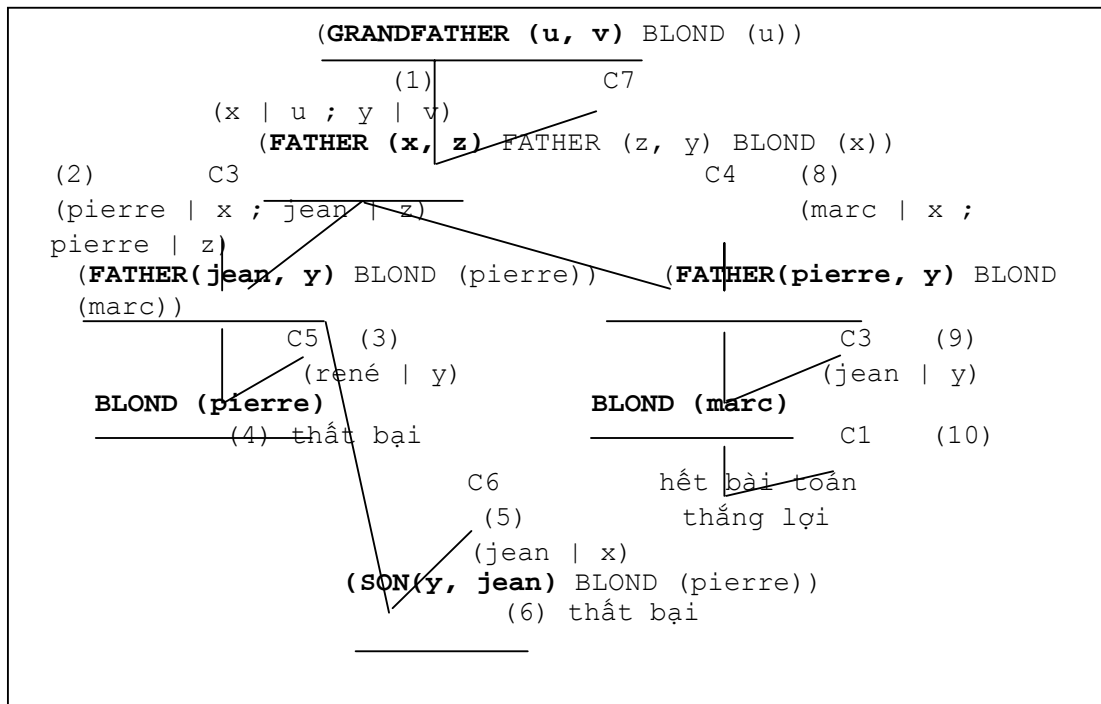 (GRANDFATHER (u, v) BLOND (u))
(1) C7
(x | u ; y | v)
(FATHER (x, z) FATHER (z, y) BLOND (x))
(2) C3 C4 (8)
(pierre | x ; jean | z) (marc | x ;
pierre | z)
(FATHER(jean, y) BLOND (pierre)) (FATHER(pierre, y) BLOND
(marc))
C5 (3) C3 (9)
(rené | y) (jean | y)
BLOND (pierre) BLOND (marc)
(4) thất bại C1 (10)
C6 hết bài toán
(5) thắng lợi
(jean | x)
(SON(y, jean) BLOND (pierre))
(6) thất bại